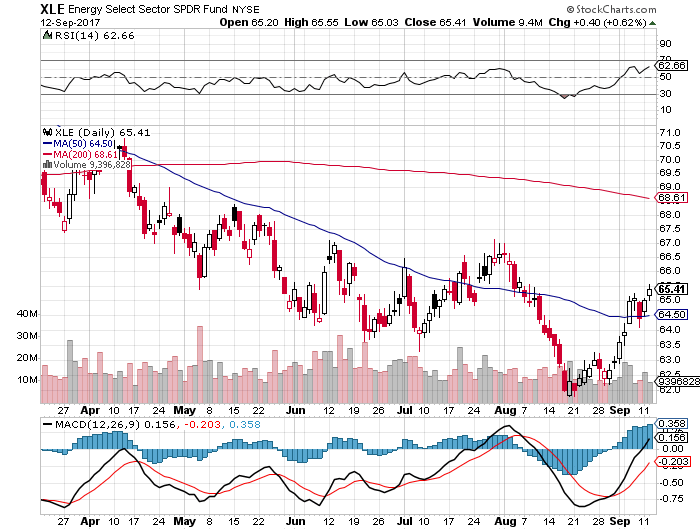 XLE Energy Select Sector SPDR Fund NYSE © StockCharts.com
12-Sep-2017 Open 65.20 High 65.55 Low 65.03 Close 65.41 Volume 9.4M Chg +0.40 (+0.62%)
RSI(14) 62.66
90
70
62.66
50
30
10
XLE (Daily) 65.41
MA(50) 64.50
MA(200) 68.61
Volume 9,396,828
71.0
70.5
70.0
69.5
69.0
68.61
68.0
67.5
67.0
66.5
66.0
65.41
65.0
64.50
64.0
63.5
63.0
62.5
9396828
62.0
40M
30M
20M
10M
27 Apr 10 17 24 May 8 15 22 Jun 12 19 26 Jul 10 17 24 Aug 7 14 21 28 Sep 11
MACD(12,26,9) 0.156, -0.203, 0.358
0.358
0.156
0.00
-0.203
-0.50
-0.75
27 Apr 10 17 24 May 8 15 22 Jun 12 19 26 Jul 10 17 24 Aug 7 14 21 28 Sep 11